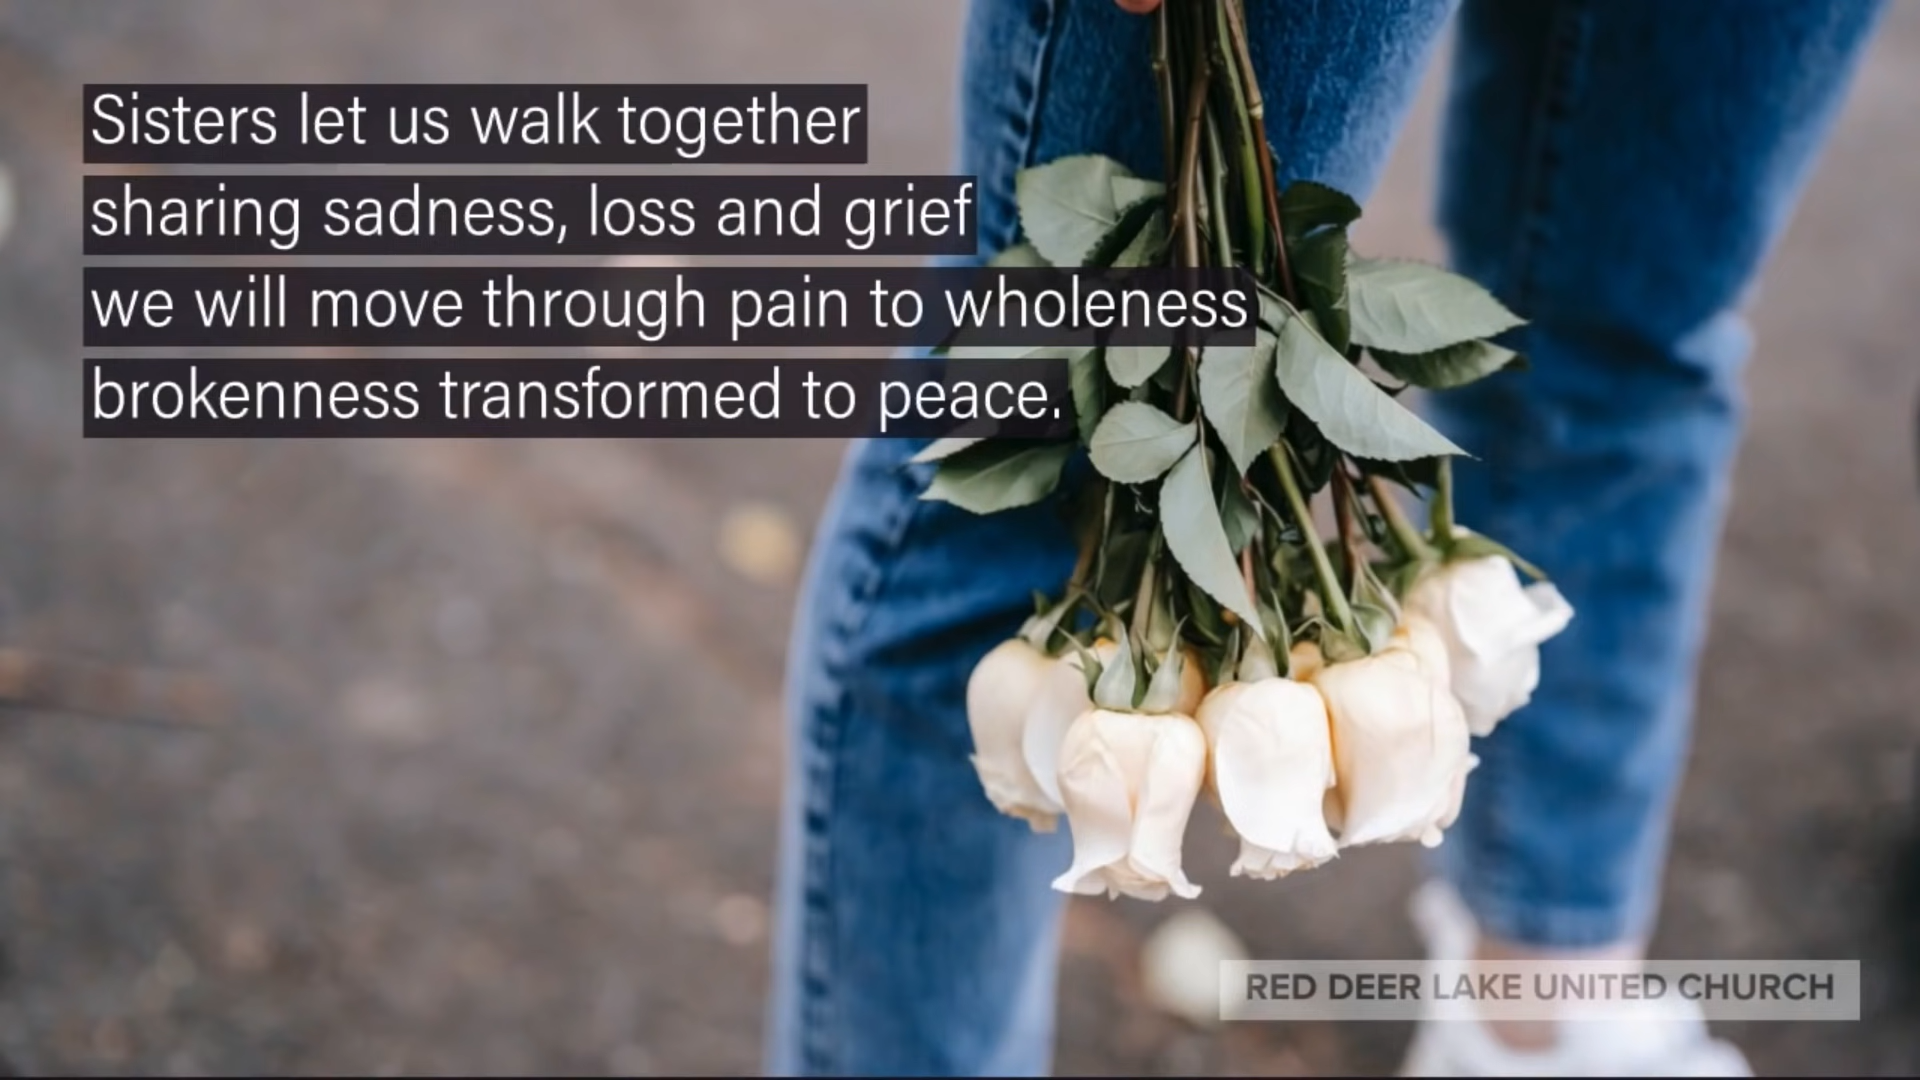 Sisters let us walk together
sharing sadness, loss and grief
we will move through pain to wholeness
brokenness transformed to peace.
RED DEER LAKE UNITED CHURCH